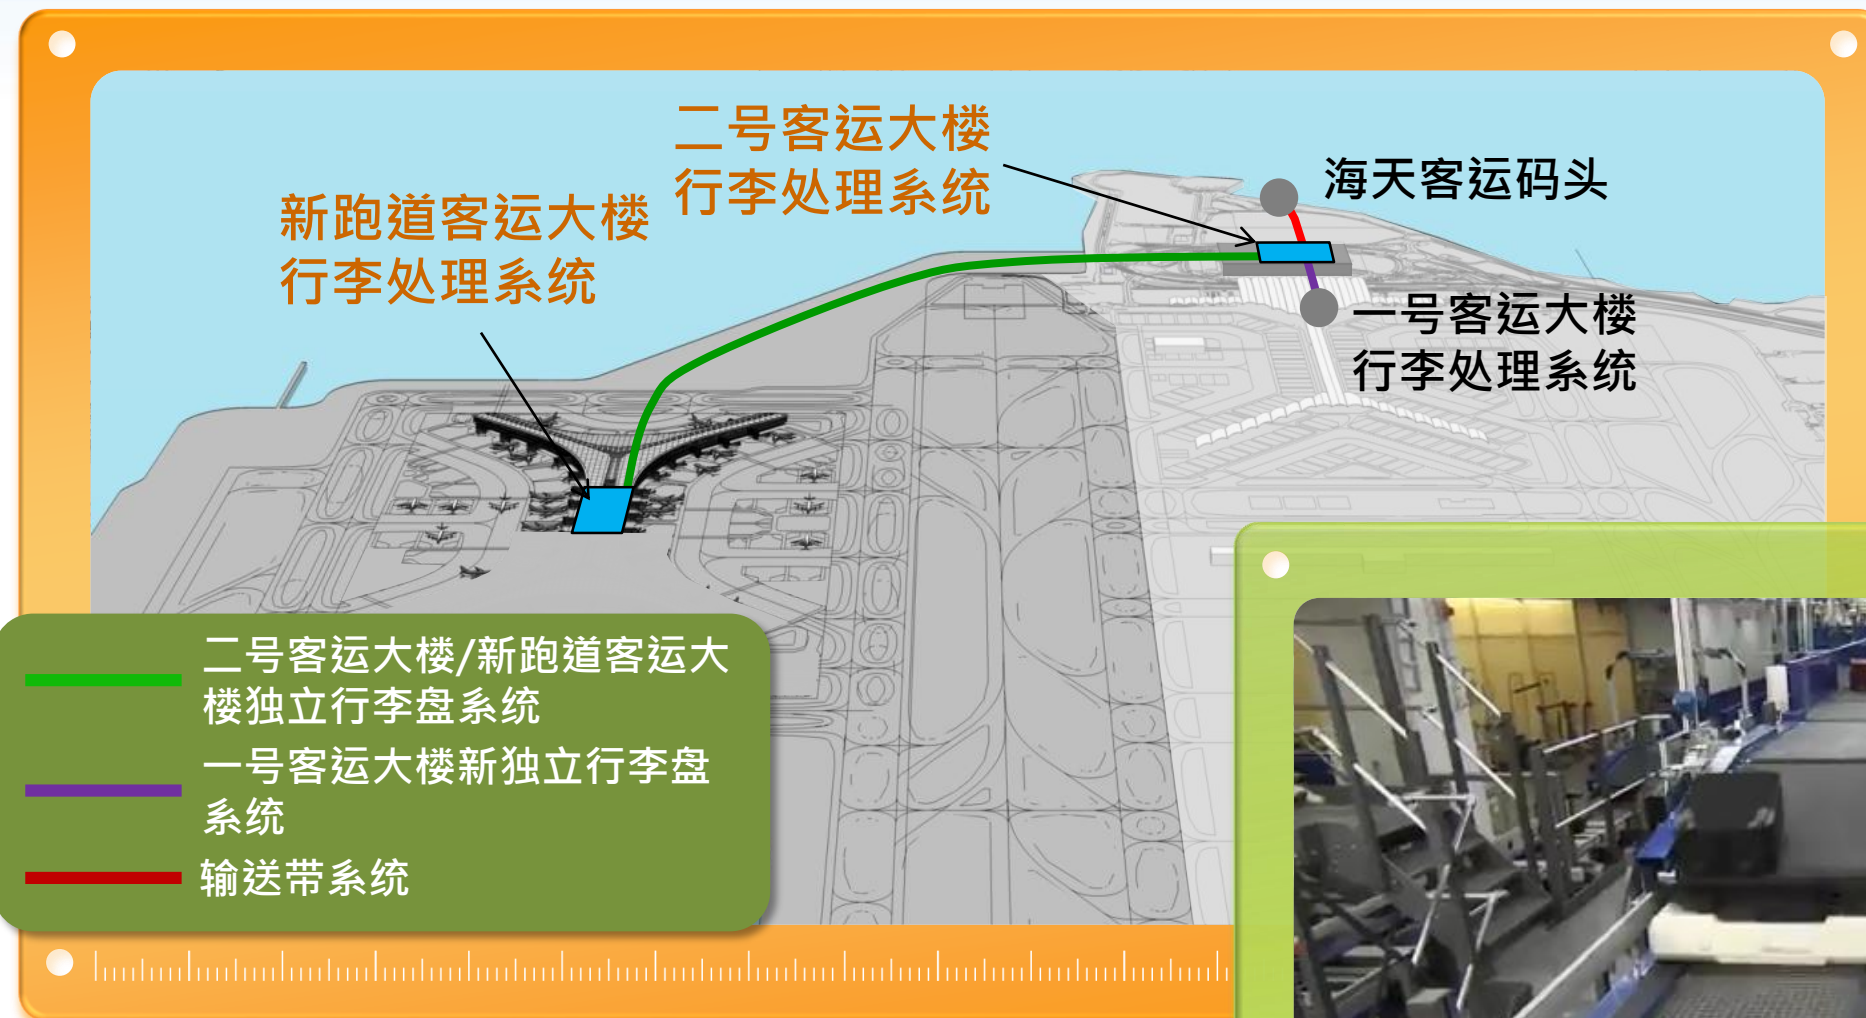 二号客运大楼
行李处理系统
海天客运码头
新跑道客运大楼
行李处理系统
一号客运大楼
行李处理系统
二号客运大楼/新跑道客运大
楼独立行李盘系统
一号客运大楼新独立行李盘
系统
输送带系统